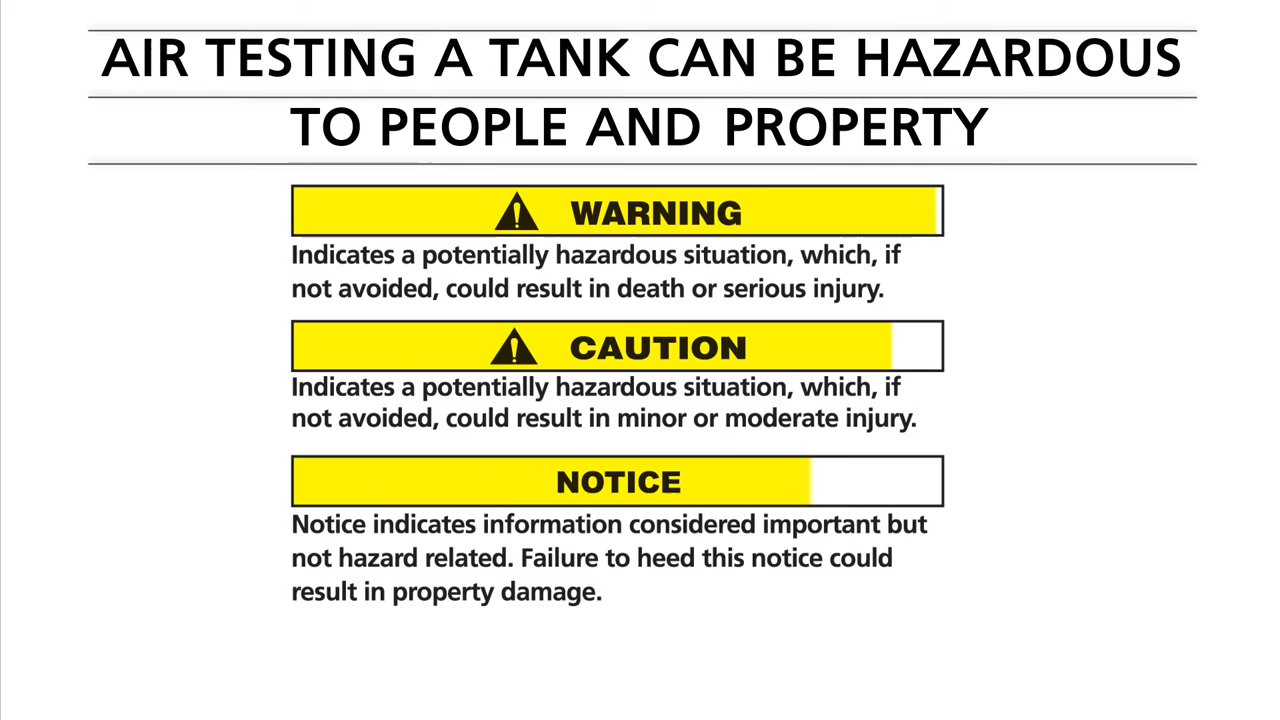 AIR TESTING A TANK CAN BE HAZARDOUS
TO PEOPLE AND PROPERTY
WARNING
Indicates a potentially hazardous situation, which, if
not avoided, could result in death or serious injury.
CAUTION
Indicates a potentially hazardous situation, which, if
not avoided, could result in minor or moderate injury.
NOTICE
Notice indicates information considered important but
not hazard related. Failure to heed this notice could
result in property damage.